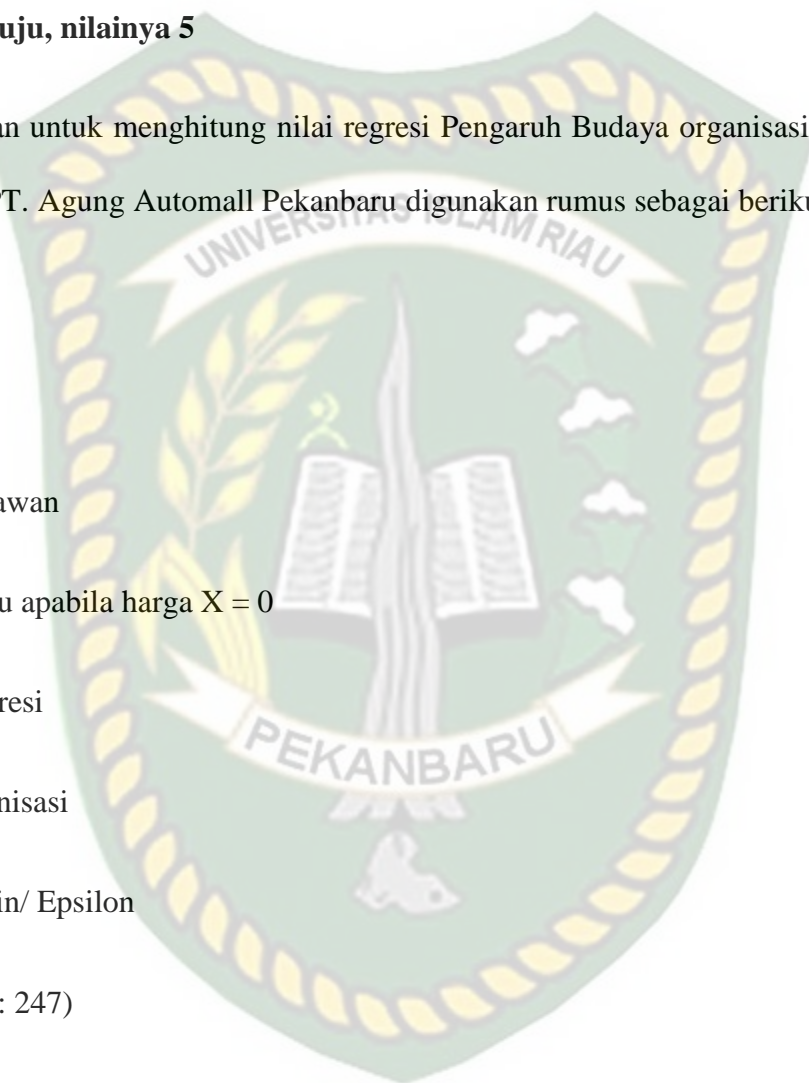 uju, nilainya 5
an untuk menghitung nilai regresi Pengaruh Budaya organisasi
PT. Agung Automall Pekanbaru digunakan rumus sebagai beriku
UNIVERSITAS ISLAM RIAU
awan
u apabila harga X = 0
resi
PEKANBARU
nisasi
in/ Epsilon
: 247)